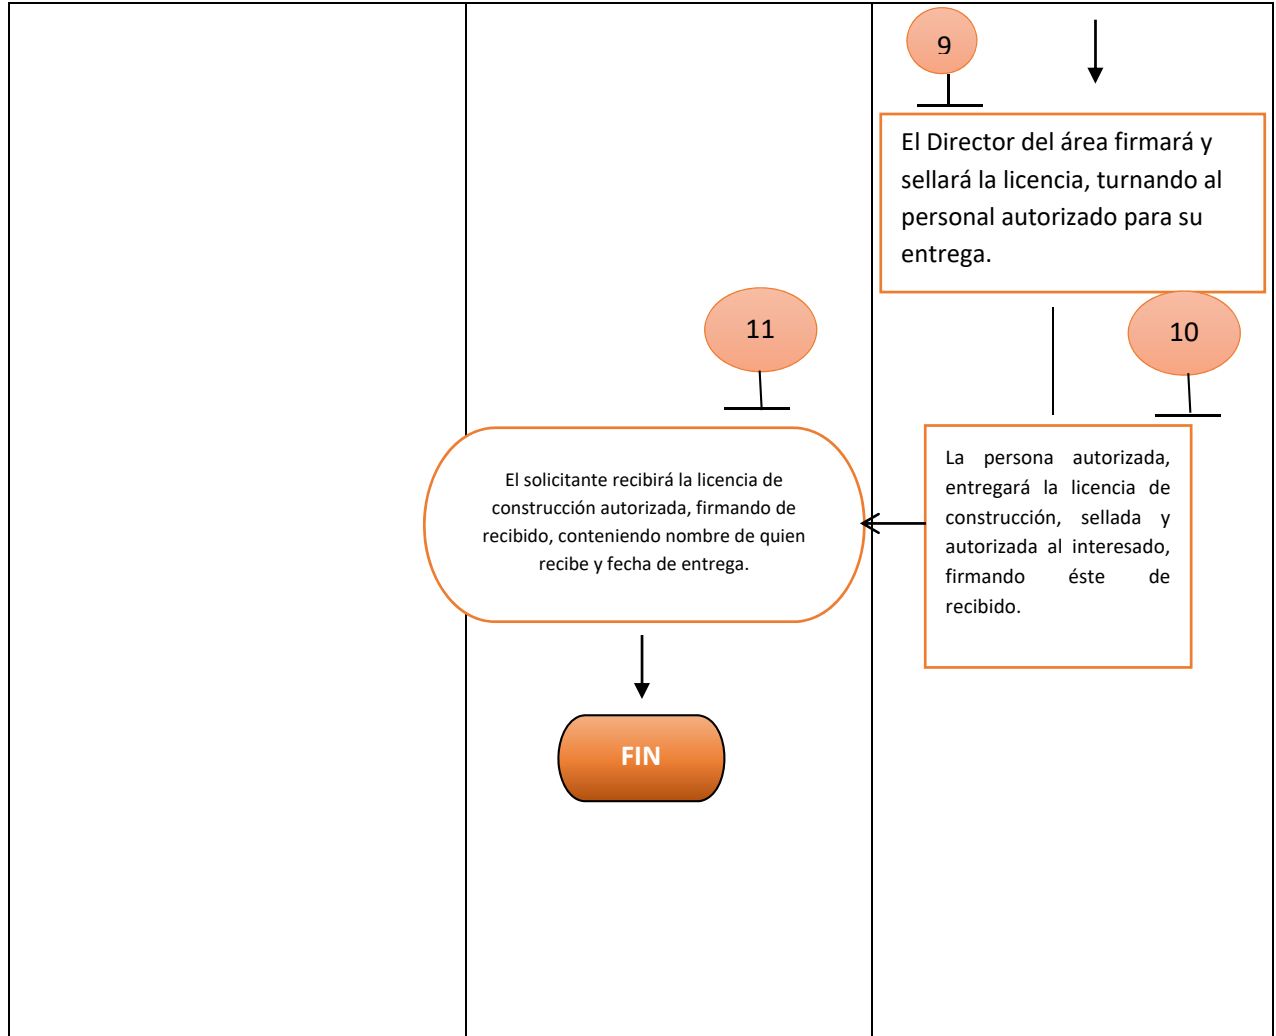 9
El Director del área firmará y
sellará la licencia, turnando al
personal autorizado para su
entrega.
10
La persona autorizada,
entregará la licencia de
construcción, sellada y
autorizada al interesado,
firmando éste de
recibido.
11
El solicitante recibirá la licencia de
construcción autorizada, firmando de
recibido, conteniendo nombre de quien
recibe y fecha de entrega.
FIN